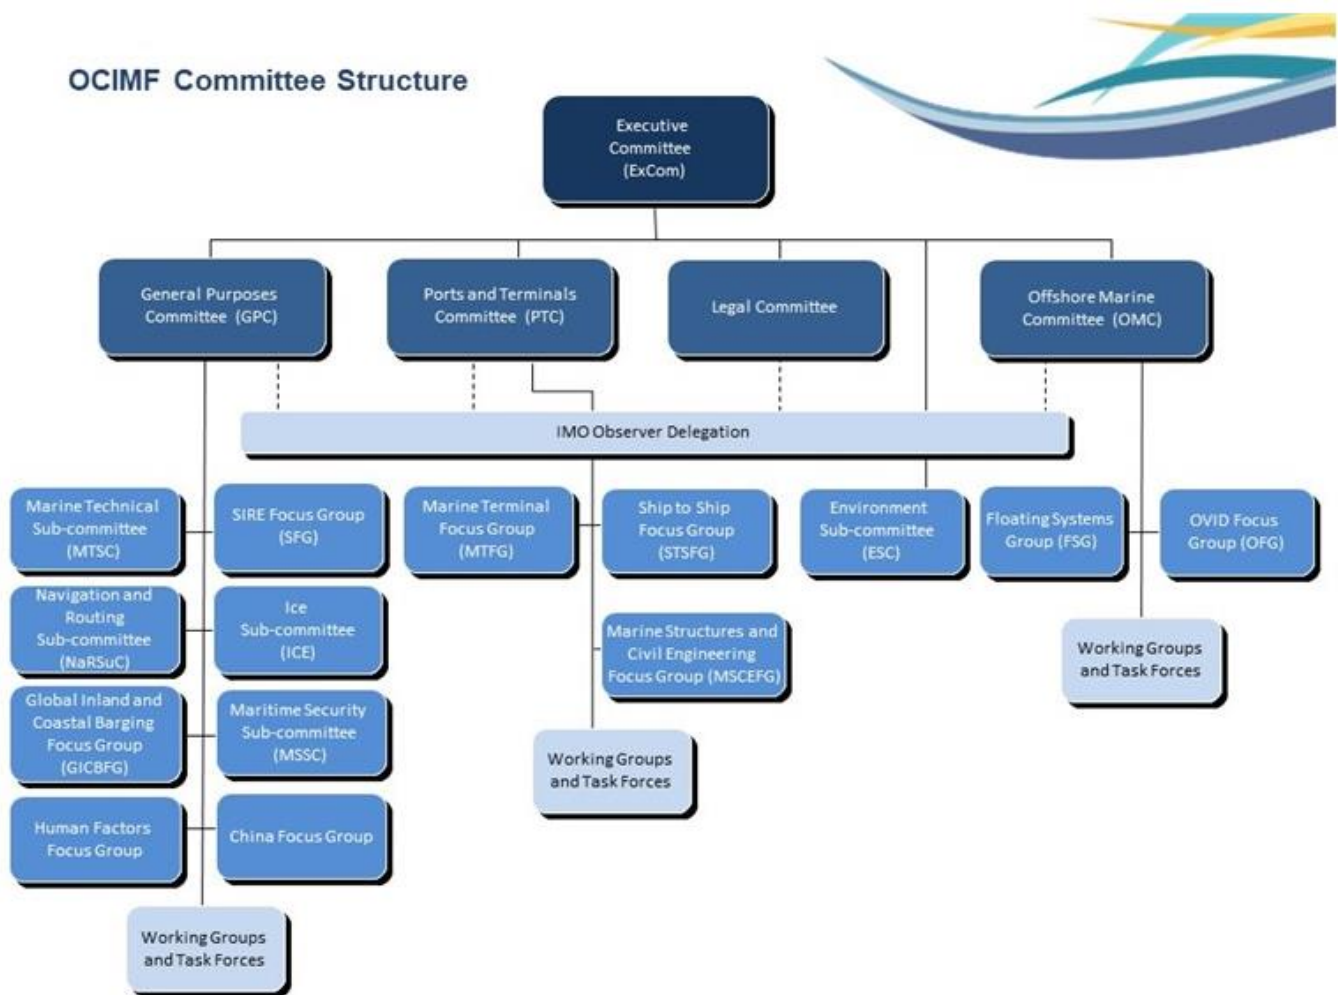 OCIMF Committee Structure
Executive
Committee
(ExCom)
General Purposes
Committee (GPC)
Ports and Terminals
Committee (PTC)
Legal Committee
Offshore Marine
Committee (OMC)
IMO Observer Delegation
Marine Technical
Sub-committee
(MTSC)
SIRE Focus Group
(SFG)
Marine Terminal
Focus Group
(MTFG)
Ship to Ship
Focus Group
(STSFG)
Environment
Sub-committee
(ESC)
Floating Systems
Group (FSG)
OVID Focus
Group (OFG)
Navigation and
Routing
Sub-committee
(NaRSuC)
Ice
Sub-committee
(ICE)
Marine Structures and
Civil Engineering
Focus Group (MSCEFG)
Working Groups
and Task Forces
Global Inland and
Coastal Barging
Focus Group
(GICBFG)
Maritime Security
Sub-committee
(MSSC)
Working Groups
and Task Forces
Human Factors
Focus Group
China Focus Group
Working Groups
and Task Forces